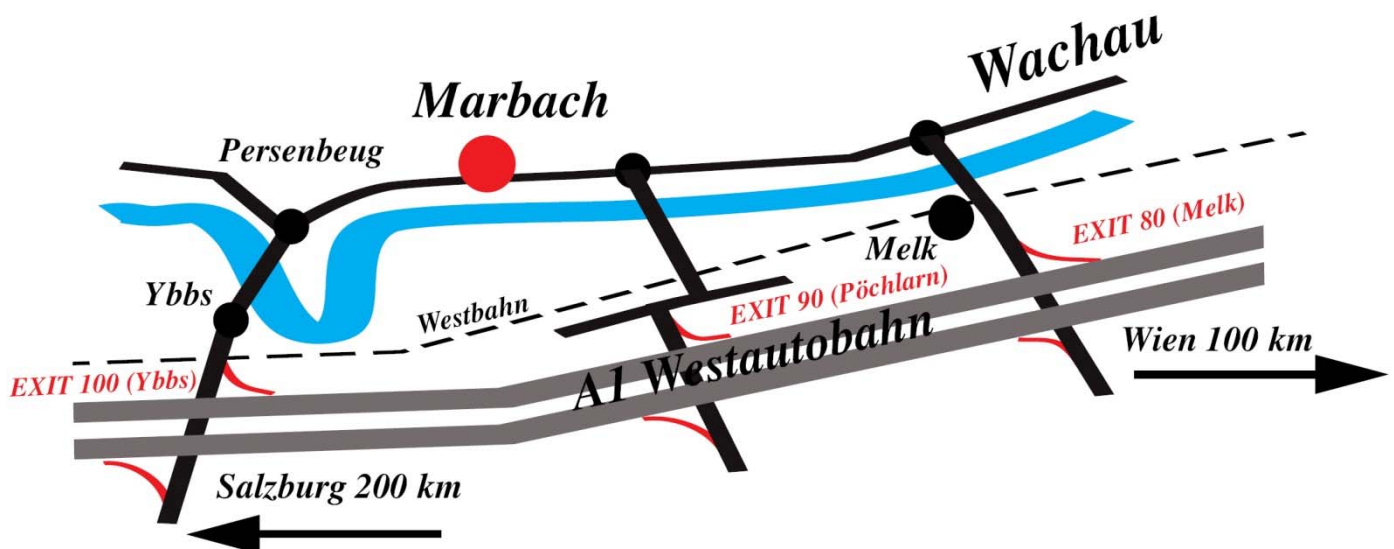 Wachau
Marbach
Persenbeug
EXIT 80 (Melk)
Melk
Ybbs
Westbahn
EXIT 90 (Pöchlarn)
A1 Westautobahn
Wien 100 km
EXIT 100 (Ybbs)
Salzburg 200 km